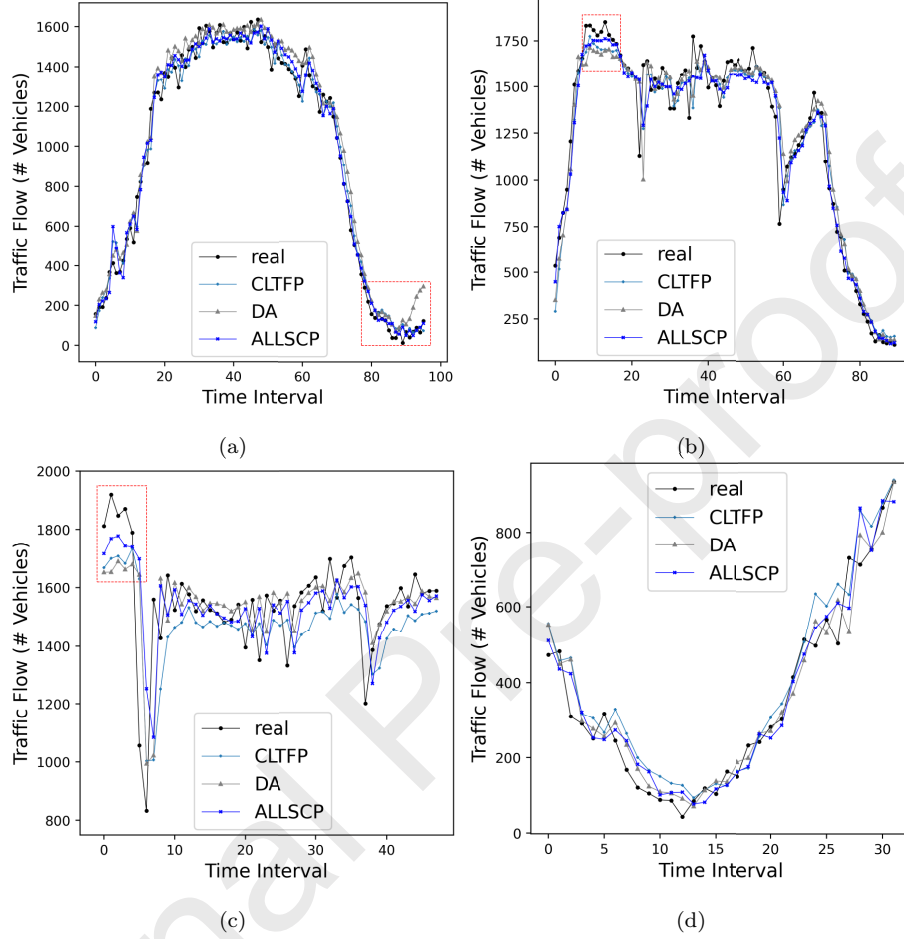 Traffic Flow (# Vehicles)
1600
1400
1200
1000
800
600
400
200
0
real
CLTFP
DA
ALLSCP
0 20 40 60 80 100
Time Interval
(a)
Traffic Flow (# Vehicles)
1750
1500
1250
1000
750
500
250
real
CLTFP
DA
ALLSCP
0 20 40 60 80
Time Interval
(b)
Traffic Flow (# Vehicles)
2000
1800
1600
1400
1200
1000
800
real
CLTFP
DA
ALLSCP
0 10 20 30 40
Time Interval
(c)
Traffic Flow (# Vehicles)
800
600
400
200
0
real
CLTFP
DA
ALLSCP
0 5 10 15 20 25 30
Time Interval
(d)
nal Pre-proof